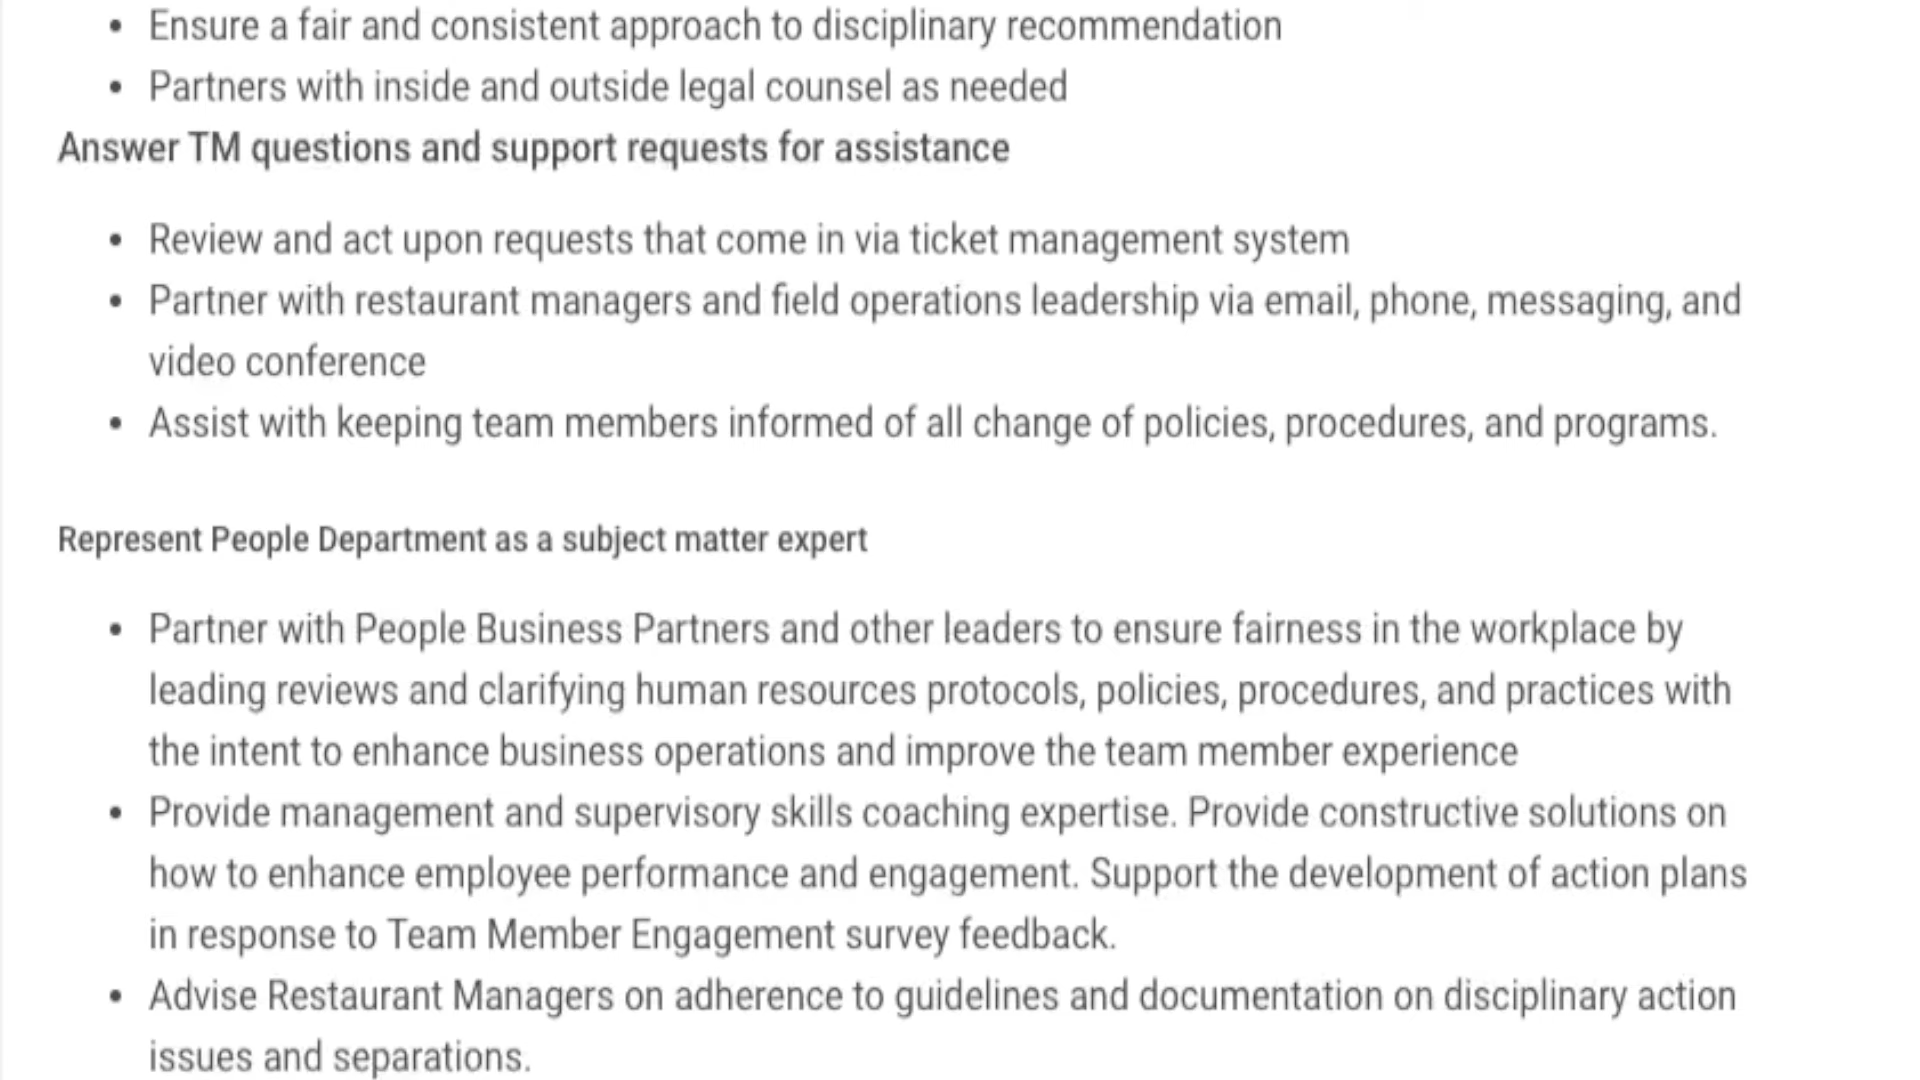 • Ensure a fair and consistent approach to disciplinary recommendation
• Partners with inside and outside legal counsel as needed
Answer TM questions and support requests for assistance
• Review and act upon requests that come in via ticket management system
• Partner with restaurant managers and field operations leadership via email, phone, messaging, and
video conference
• Assist with keeping team members informed of all change of policies, procedures, and programs.
Represent People Department as a subject matter expert
• Partner with People Business Partners and other leaders to ensure fairness in the workplace by
leading reviews and clarifying human resources protocols, policies, procedures, and practices with
the intent to enhance business operations and improve the team member experience
• Provide management and supervisory skills coaching expertise. Provide constructive solutions on
how to enhance employee performance and engagement. Support the development of action plans
in response to Team Member Engagement survey feedback.
• Advise Restaurant Managers on adherence to guidelines and documentation on disciplinary action
issues and separations.